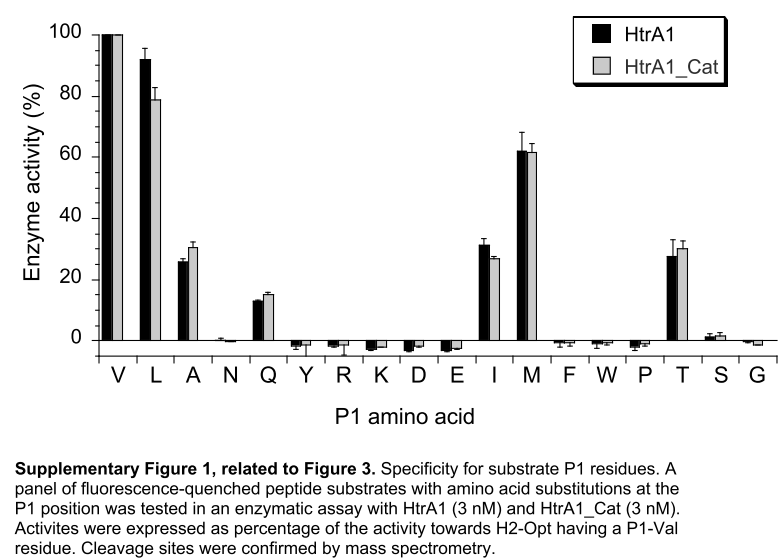 HtrA1
HtrA1_Cat
Enzyme activity (%)
100
80
60
40
20
0
V L A N Q Y R K D E I M F W P T S G
P1 amino acid
Supplementary Figure 1, related to Figure 3. Specificity for substrate P1 residues. A
panel of fluorescence-quenched peptide substrates with amino acid substitutions at the
P1 position was tested in an enzymatic assay with HtrA1 (3 nM) and HtrA1_Cat (3 nM).
Activites were expressed as percentage of the activity towards H2-Opt having a P1-Val
residue. Cleavage sites were confirmed by mass spectrometry.